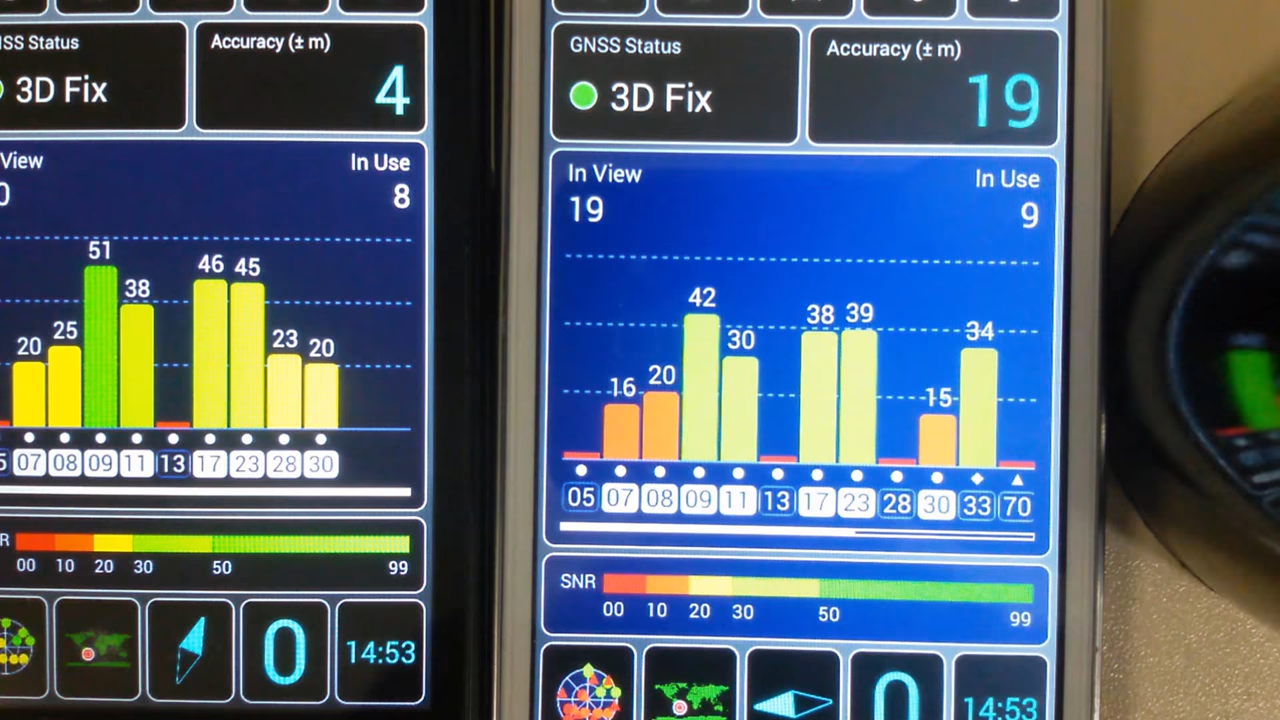 SS Status
Accuracy (± m)
3D Fix
4
View
In Use
0
8
51
46
45
38
25
20
23
20
07 08 09 11 13 17 23 28 30
R
00 10 20 30 50 99
0
14:53
GNSS Status
Accuracy (± m)
3D Fix
19
In View
In Use
19
9
42
38
39
34
30
20
16
15
05 07 08 09 11 13 17 23 28 30 33 70
SNR
00 10 20 30 50 99
0
14:53